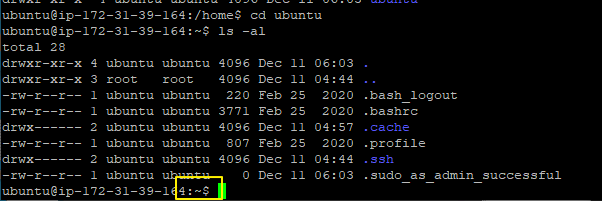 drwxr-xr-x 4 ubuntu ubuntu 4096 Dec 11 06:03 ubuntu
ubuntu@ip-172-31-39-164:/home$ cd ubuntu
ubuntu@ip-172-31-39-164:~$ ls -al
total 28
drwxr-xr-x 4 ubuntu ubuntu 4096 Dec 11 06:03 .
drwxr-xr-x 3 root   root   4096 Dec 11 04:44 ..
-rw-r--r-- 1 ubuntu ubuntu  220 Feb 25  2020 .bash_logout
-rw-r--r-- 1 ubuntu ubuntu 3771 Feb 25  2020 .bashrc
drwx------ 2 ubuntu ubuntu 4096 Dec 11 04:57 .cache
-rw-r--r-- 1 ubuntu ubuntu  807 Feb 25  2020 .profile
drwx------ 2 ubuntu ubuntu 4096 Dec 11 04:44 .ssh
-rw-r--r-- 1 ubuntu ubuntu    0 Dec 11 06:03 .sudo_as_admin_successful
ubuntu@ip-172-31-39-164:~$